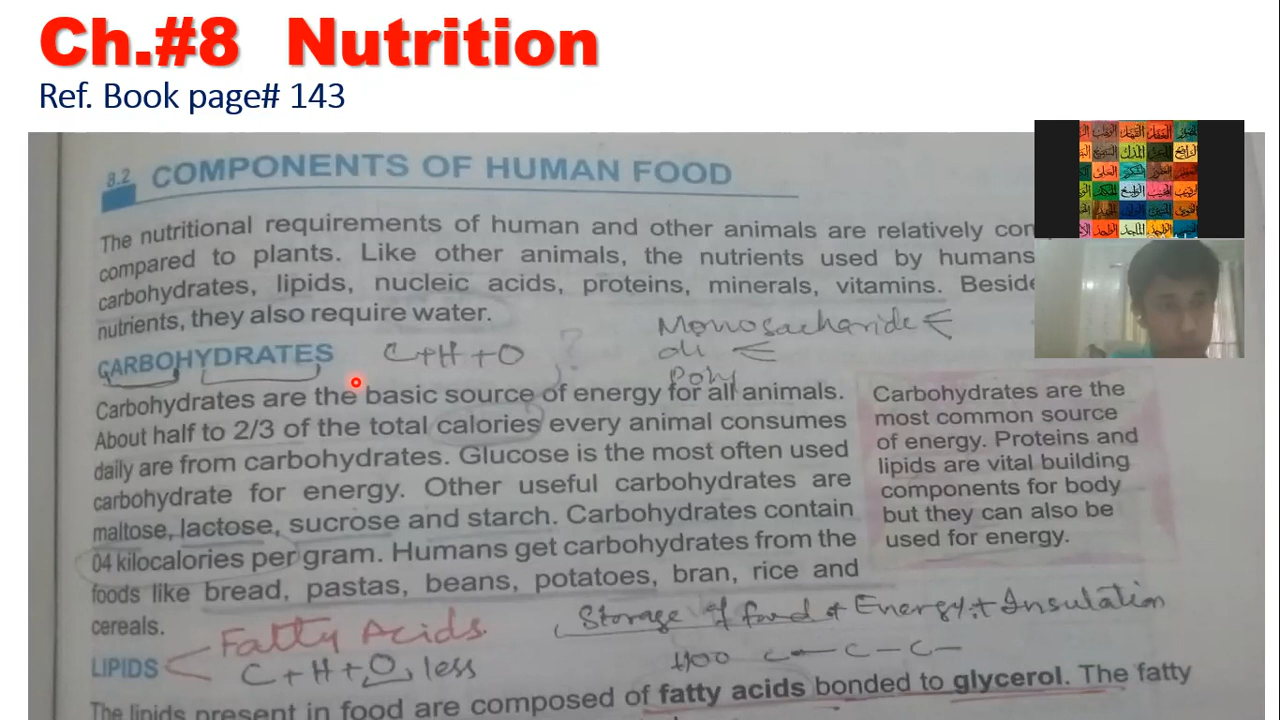 Ch.#8 Nutrition
Ref. Book page# 143
8.2 COMPONENTS OF HUMAN FOOD
The nutritional requirements of human and other animals are relatively con
compared to plants. Like other animals, the nutrients used by humans
carbohydrates, lipids, nucleic acids, proteins, minerals, vitamins. Beside
nutrients, they also require water.
Monosacharide
CARBOHYDRATES C+H+O ?
di
Poly
Carbohydrates are the basic source of energy for all animals.
About half to 2/3 of the total calories every animal consumes
daily are from carbohydrates. Glucose is the most often used
carbohydrate for energy. Other useful carbohydrates are
maltose, lactose, sucrose and starch. Carbohydrates contain
04 kilocalories per gram. Humans get carbohydrates from the
foods like bread, pastas, beans, potatoes, bran, rice and
cereals.
Carbohydrates are the
most common source
of energy. Proteins and
lipids are vital building
components for body
but they can also be
used for energy.
Storage of food + Energy + Insulation
Fatty Acids.
LIPIDS C+H+O, less
C-C-C-
The lipids present in food are composed of fatty acids bonded to glycerol. The fatty